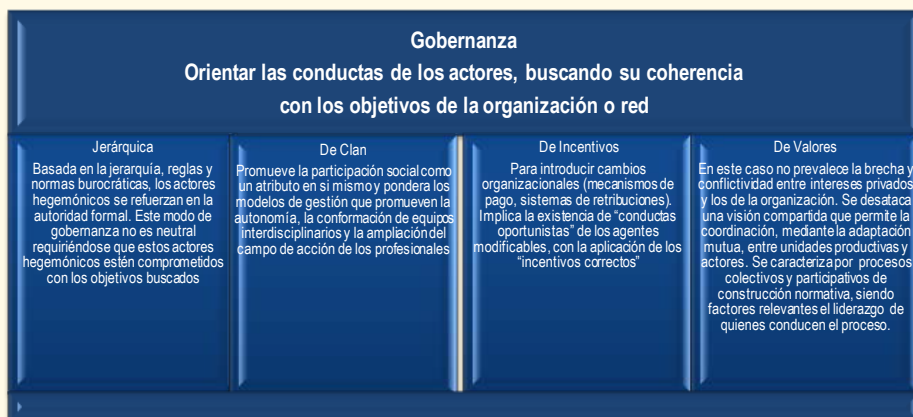 Gobernanza
Orientar las conductas de los actores, buscando su coherencia
con los objetivos de la organización o red
Jerárquica
Basada en la jerarquía, reglas y
normas burocráticas, los actores
hegemónicos se refuerzan en la
autoridad formal. Este modo de
gobernanza no es neutral
requiriéndose que estos actores
hegemónicos estén comprometidos
con los objetivos buscados
De Clan
Promueve la participación social como
un atributo en si mismo y pondera los
modelos de gestión que promueven la
autonomía, la conformación de equipos
interdisciplinarios y la ampliación del
campo de acción de los profesionales
De Incentivos
Para introducir cambios
organizacionales (mecanismos de
pago, sistemas de retribuciones).
Implica la existencia de “conductas
oportunistas” de los agentes
modificables, con la aplicación de los
“incentivos correctos”
De Valores
En este caso no prevalece la brecha y
conflictividad entre intereses privados
y los de la organización. Se desataca
una visión compartida que permite la
coordinación, mediante la adaptación
mutua, entre unidades productivas y
actores. Se caracteriza por procesos
colectivos y participativos de
construcción normativa, siendo
factores relevantes el liderazgo de
quienes conducen el proceso.